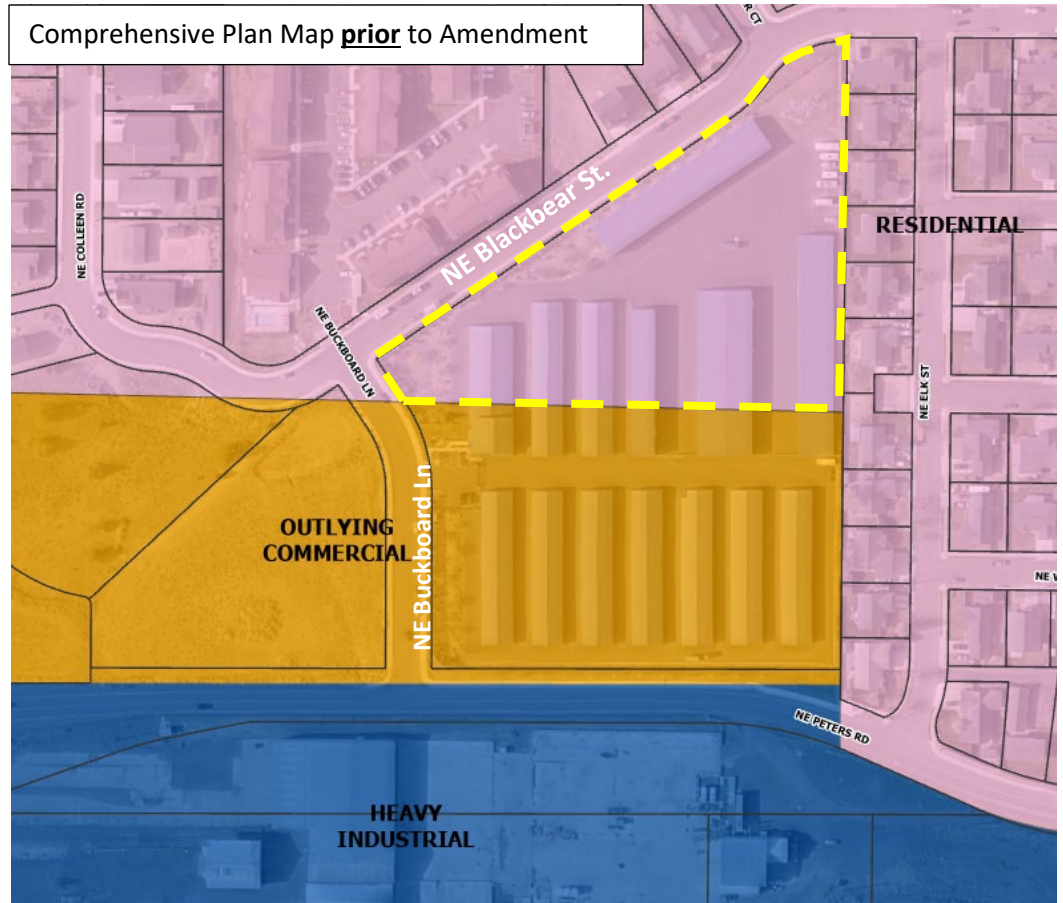 Comprehensive Plan Map prior to Amendment
NE COLLEEN RD
NE Blackbear St.
RESIDENTIAL
NE BUCKBOARD LN
NE ELK ST
OUTLYING
COMMERCIAL
NE Buckboard Ln
NE PETERS RD
HEAVY
INDUSTRIAL